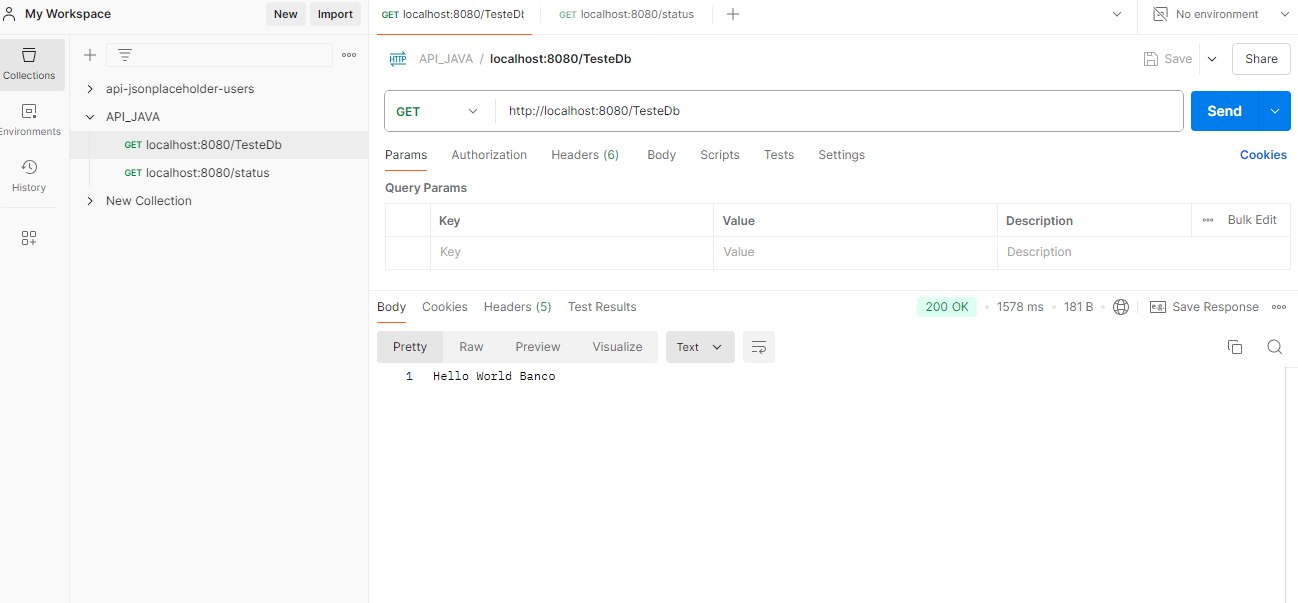 My Workspace
New
Import
Collections
Environments
History
api-jsonplaceholder-users
API_JAVA
GET localhost:8080/TesteDb
GET localhost:8080/status
New Collection
GET localhost:8080/TesteDb
GET localhost:8080/status
No environment
HTTP API_JAVA / localhost:8080/TesteDb
Save
Share
GET
http://localhost:8080/TesteDb
Send
Params
Authorization
Headers (6)
Body
Scripts
Tests
Settings
Cookies
Query Params
Key
Value
Description
Bulk Edit
Key
Value
Description
Body
Cookies
Headers (5)
Test Results
200 OK
1578 ms
181 B
e.g.
Save Response
Pretty
Raw
Preview
Visualize
Text
1 Hello World Banco